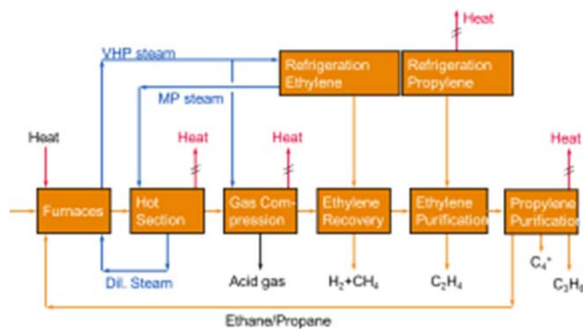 Heat
VHP steam
Refrigeration
Ethylene
Refrigeration
Propylene
MP steam
Heat
Heat
Heat
Heat
Furnaces
Hot
Section
Gas Com-
pression
Ethylene
Recovery
Ethylene
Purification
Propylene
Purification
Dil. Steam
Acid gas
H₂+CH₄
C₂H₄
C₄⁺
Ethane/Propane